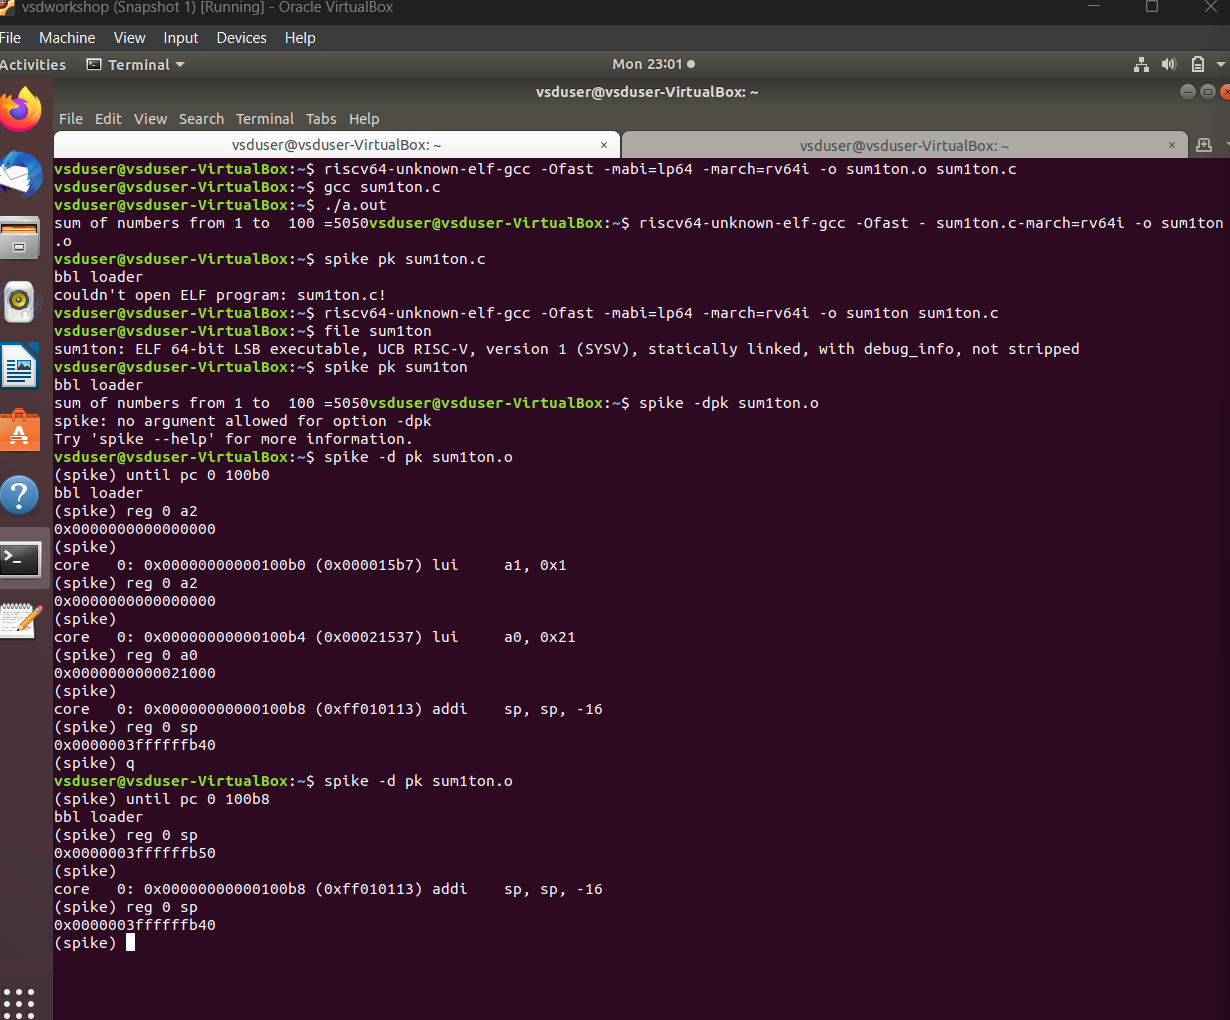 vsdworkshop (Snapshot 1) [Running] - Oracle VirtualBox
File Machine View Input Devices Help
Activities Terminal Mon 23:01
vsduser@vsduser-VirtualBox: ~
File Edit View Search Terminal Tabs Help
vsduser@vsduser-VirtualBox: ~ × vsduser@vsduser-VirtualBox: ~ ×
vsduser@vsduser-VirtualBox:~$ riscv64-unknown-elf-gcc -Ofast -mabi=lp64 -march=rv64i -o sum1ton.o sum1ton.c
vsduser@vsduser-VirtualBox:~$ gcc sum1ton.c
vsduser@vsduser-VirtualBox:~$ ./a.out
sum of numbers from 1 to  100 =5050vsduser@vsduser-VirtualBox:~$ riscv64-unknown-elf-gcc -Ofast - sum1ton.c-march=rv64i -o sum1ton
.o
vsduser@vsduser-VirtualBox:~$ spike pk sum1ton.c
bbl loader
couldn't open ELF program: sum1ton.c!
vsduser@vsduser-VirtualBox:~$ riscv64-unknown-elf-gcc -Ofast -mabi=lp64 -march=rv64i -o sum1ton sum1ton.c
vsduser@vsduser-VirtualBox:~$ file sum1ton
sum1ton: ELF 64-bit LSB executable, UCB RISC-V, version 1 (SYSV), statically linked, with debug_info, not stripped
vsduser@vsduser-VirtualBox:~$ spike pk sum1ton
bbl loader
sum of numbers from 1 to  100 =5050vsduser@vsduser-VirtualBox:~$ spike -dpk sum1ton.o
spike: no argument allowed for option -dpk
Try 'spike --help' for more information.
vsduser@vsduser-VirtualBox:~$ spike -d pk sum1ton.o
(spike) until pc 0 100b0
bbl loader
(spike) reg 0 a2
0x0000000000000000
(spike)
core   0: 0x00000000000100b0 (0x000015b7) lui     a1, 0x1
(spike) reg 0 a2
0x0000000000000000
(spike)
core   0: 0x00000000000100b4 (0x00021537) lui     a0, 0x21
(spike) reg 0 a0
0x0000000000021000
(spike)
core   0: 0x00000000000100b8 (0xff010113) addi    sp, sp, -16
(spike) reg 0 sp
0x0000003ffffffb40
(spike) q
vsduser@vsduser-VirtualBox:~$ spike -d pk sum1ton.o
(spike) until pc 0 100b8
bbl loader
(spike) reg 0 sp
0x0000003ffffffb50
(spike)
core   0: 0x00000000000100b8 (0xff010113) addi    sp, sp, -16
(spike) reg 0 sp
0x0000003ffffffb40
(spike)